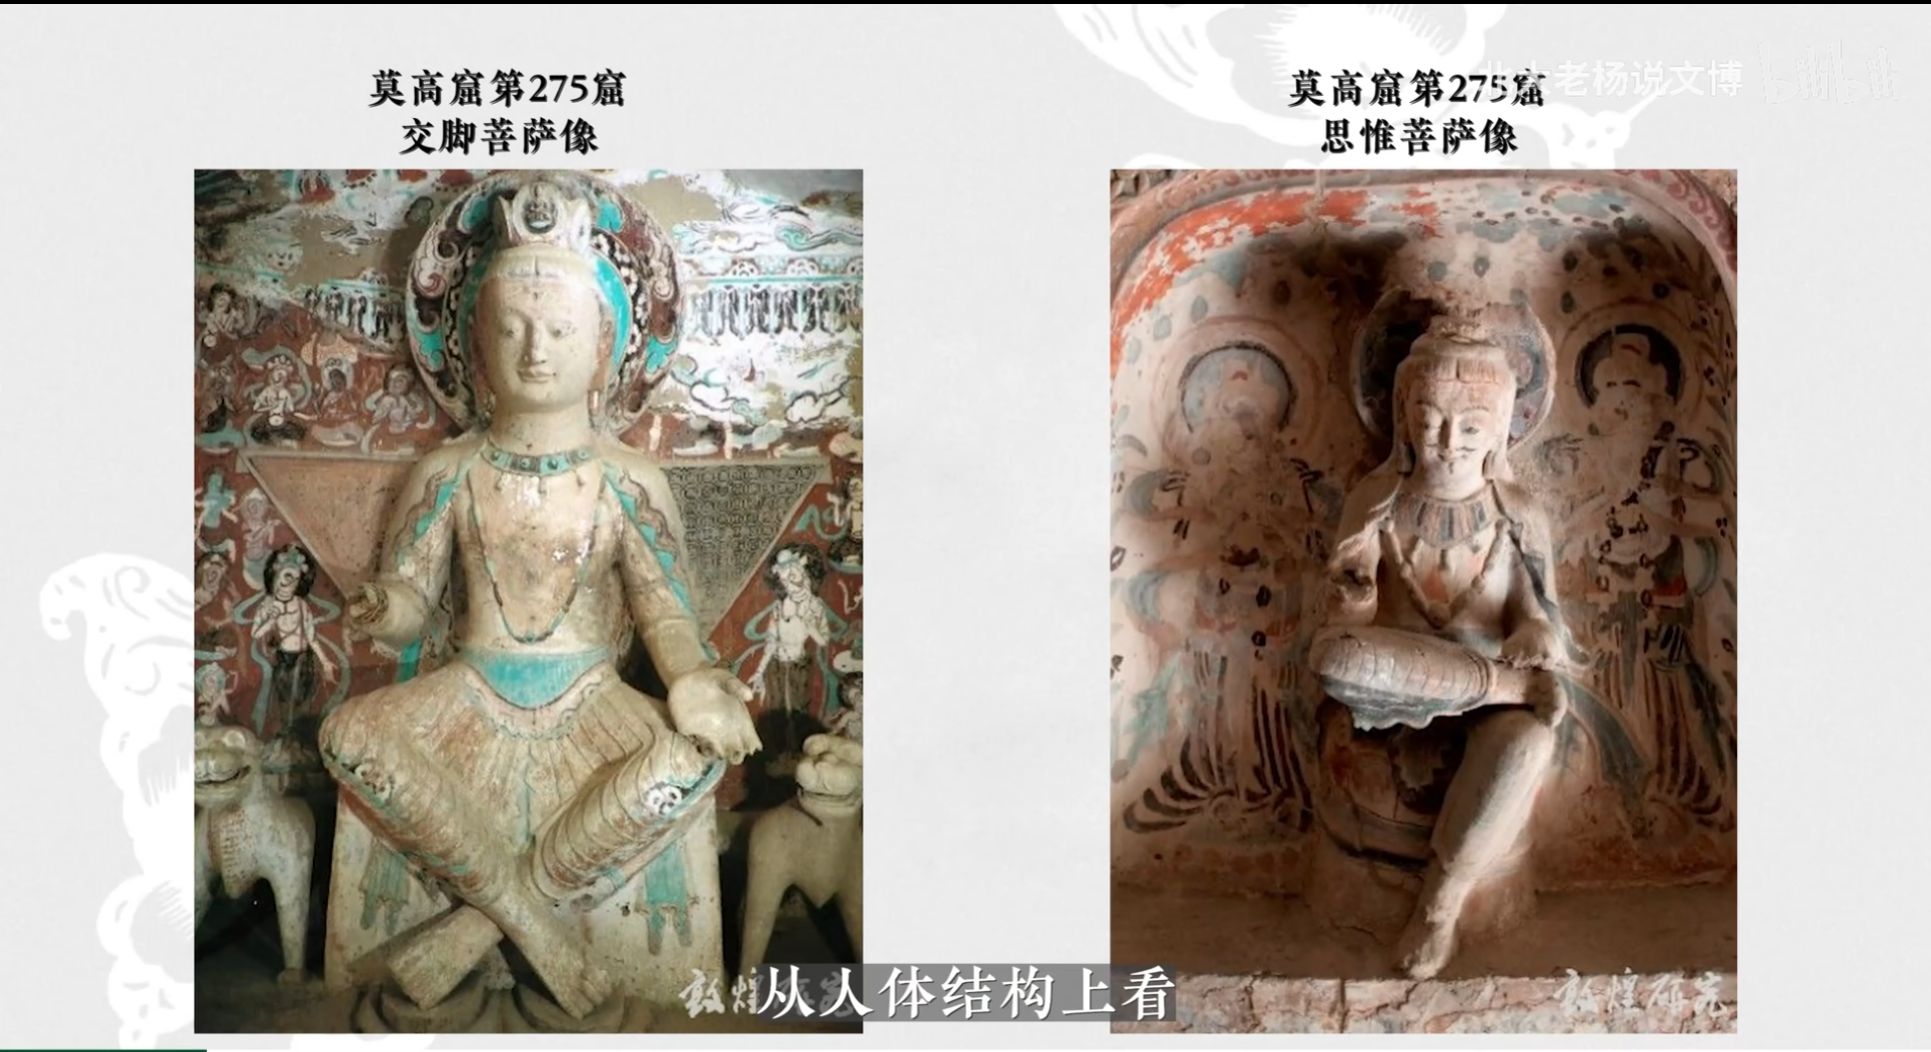 莫高窟第275窟
交脚菩萨像
莫高窟第275窟
思惟菩萨像
北大老杨说文博
bilibili
敦煌研究
从人体结构上看
敦煌研究